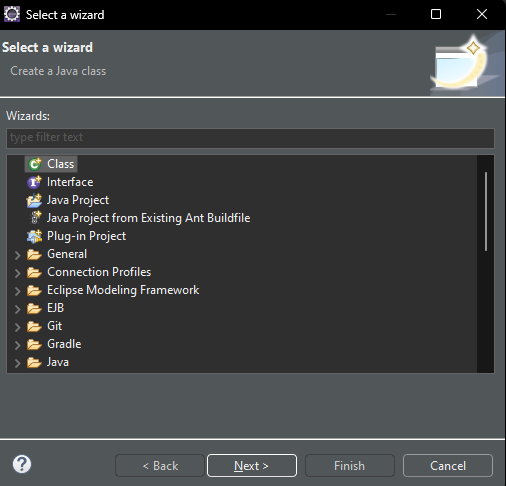 Select a wizard
Select a wizard
Create a Java class
Wizards:
type filter text
Class
Interface
Java Project
Java Project from Existing Ant Buildfile
Plug-in Project
General
Connection Profiles
Eclipse Modeling Framework
EJB
Git
Gradle
Java
< Back Next > Finish Cancel